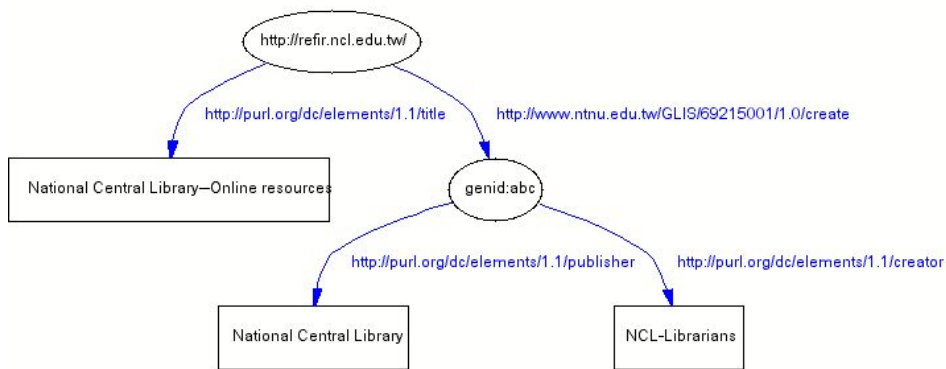 http://refir.ncl.edu.tw/
http://purl.org/dc/elements/1.1/title
http://www.ntnu.edu.tw/GLIS/69215001/1.0/create
National Central Library—Online resources
genid:abc
http://purl.org/dc/elements/1.1/publisher
http://purl.org/dc/elements/1.1/creator
National Central Library
NCL-Librarians